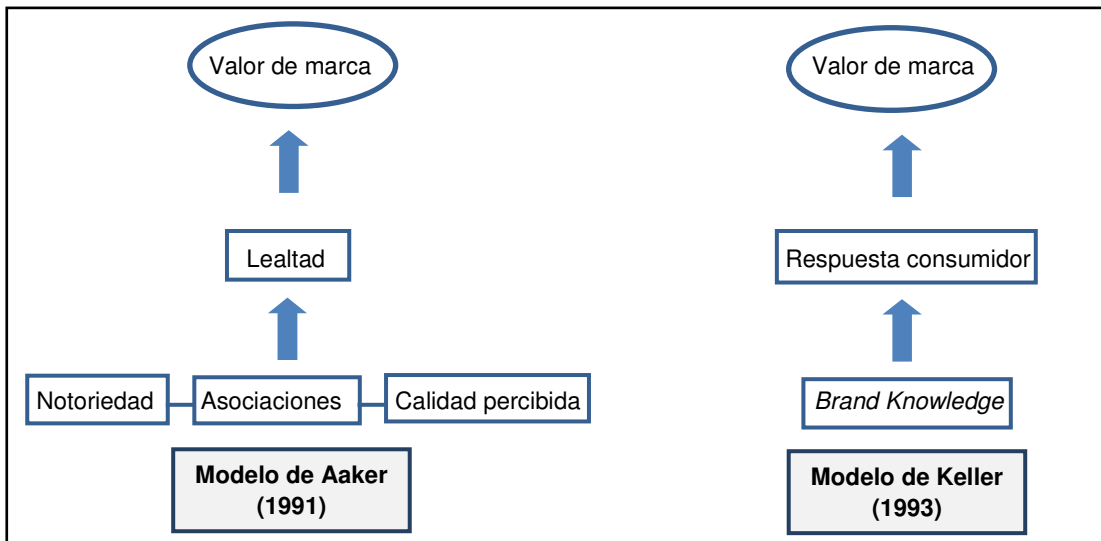 Valor de marca
Lealtad
Notoriedad
Asociaciones
Calidad percibida
Modelo de Aaker
(1991)
Valor de marca
Respuesta consumidor
Brand Knowledge
Modelo de Keller
(1993)